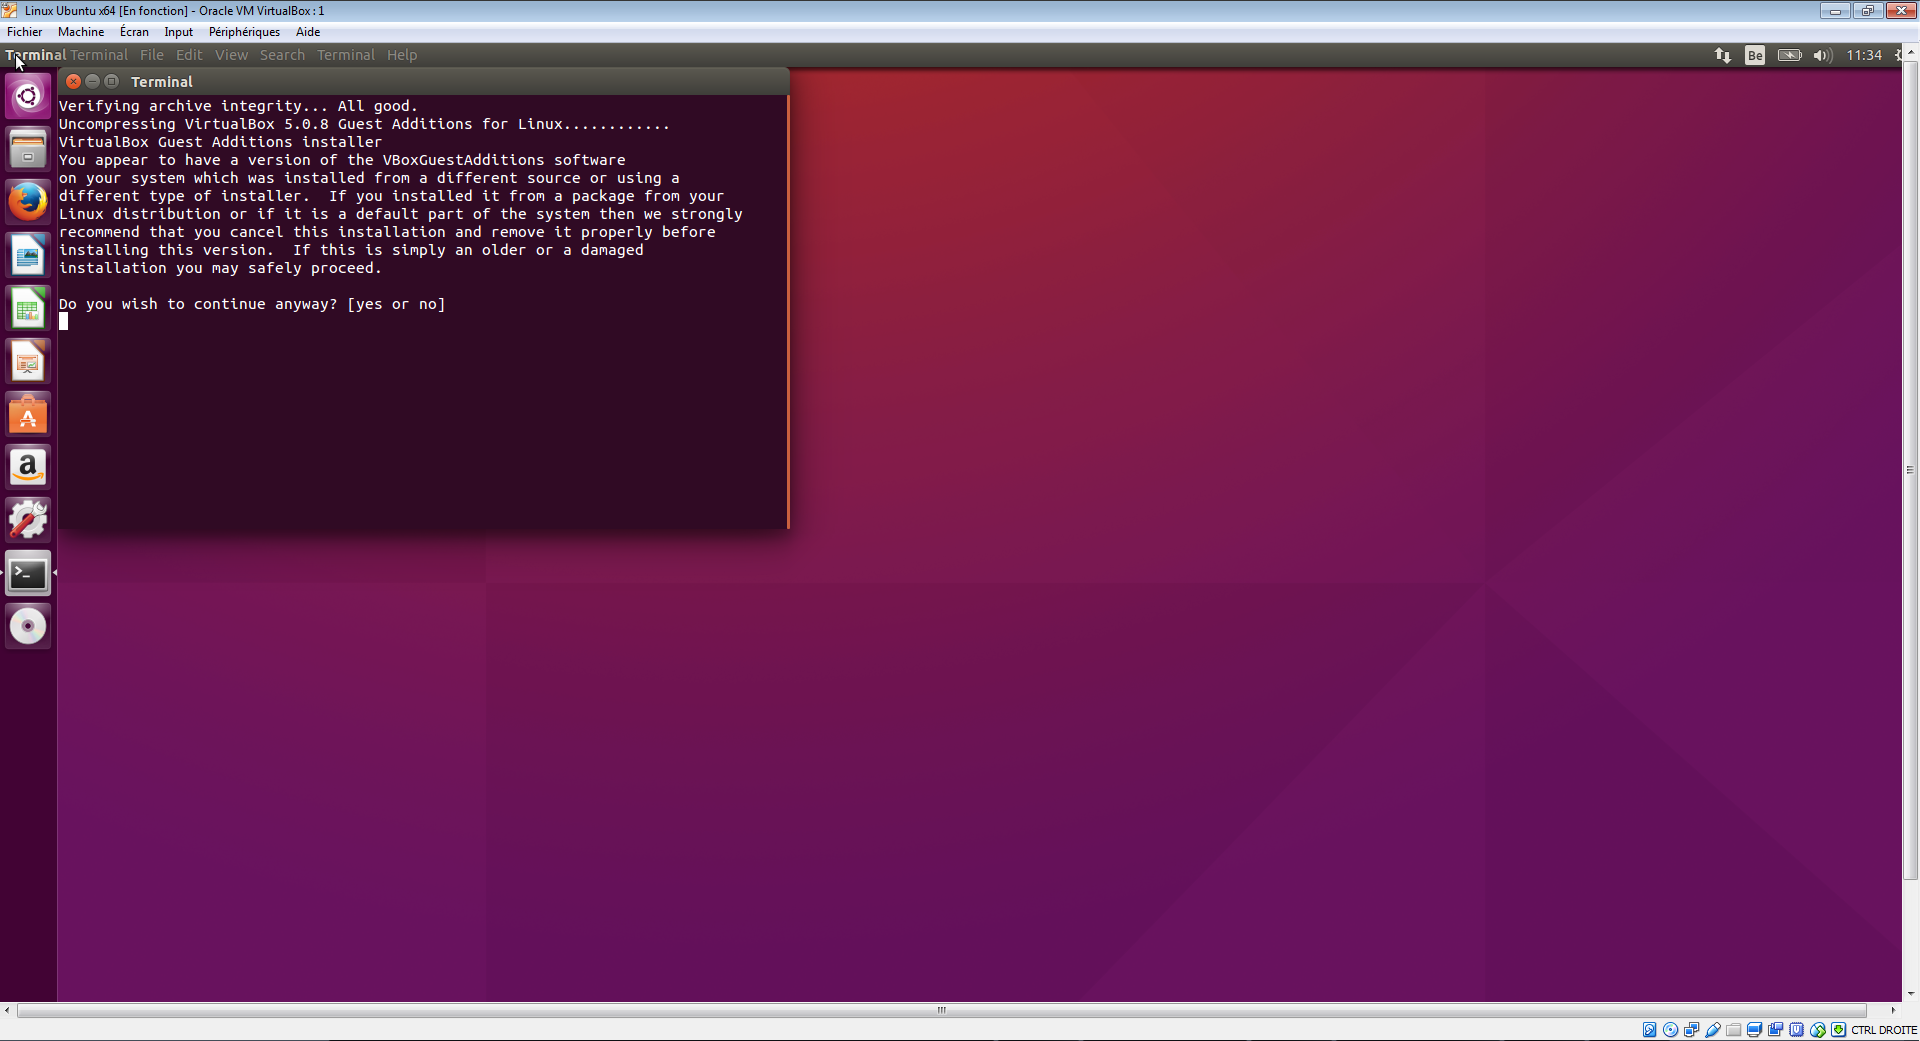 Linux Ubuntu x64 [En fonction] - Oracle VM VirtualBox : 1
Fichier Machine Écran Input Périphériques Aide
Terminal Terminal File Edit View Search Terminal Help Be 11:34
Terminal
Verifying archive integrity... All good.
Uncompressing VirtualBox 5.0.8 Guest Additions for Linux............
VirtualBox Guest Additions installer
You appear to have a version of the VBoxGuestAdditions software
on your system which was installed from a different source or using a
different type of installer.  If you installed it from a package from your
Linux distribution or if it is a default part of the system then we strongly
recommend that you cancel this installation and remove it properly before
installing this version.  If this is simply an older or a damaged
installation you may safely proceed.
Do you wish to continue anyway? [yes or no]
CTRL DROITE